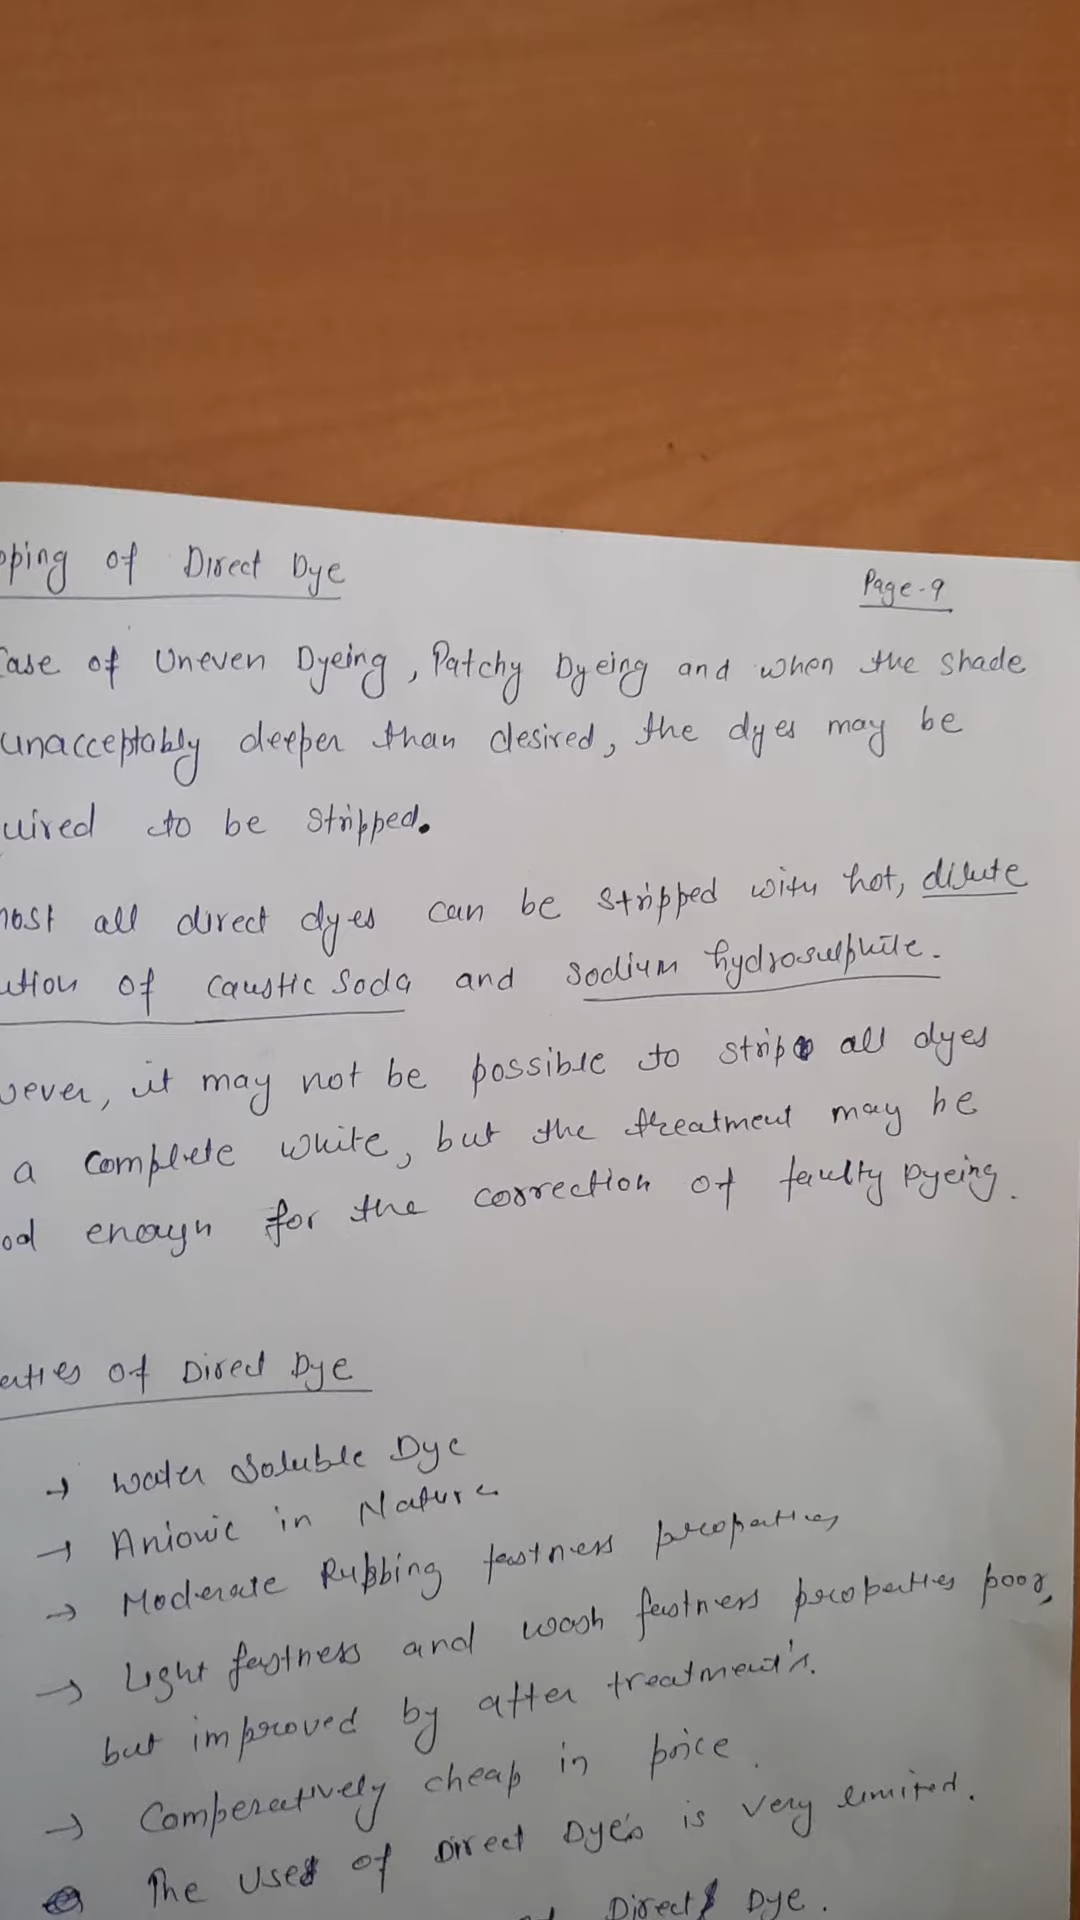 pping of Direct Dye
Page-9
Case of Uneven Dyeing, Patchy Dyeing and when the shade
unacceptably deeper than desired, the dyes may be
uired to be stripped.
most all direct dyes can be stripped with hot, dilute
ution of caustic soda and sodium hydrosulphite.
wever, it may not be possible to strip all dyes
a complete white, but the treatment may be
od enough for the correction of faulty Dyeing.
erties of Direct Dye
→ Water Soluble Dye
→ Anionic in Nature
→ Moderate Rubbing fastness properties
→ Light fastness and wash fastness properties poor,
but improved by after treatment's.
→ Comperatively cheap in price.
The Uses of Direct Dye's is very limited.
Direct Dye.